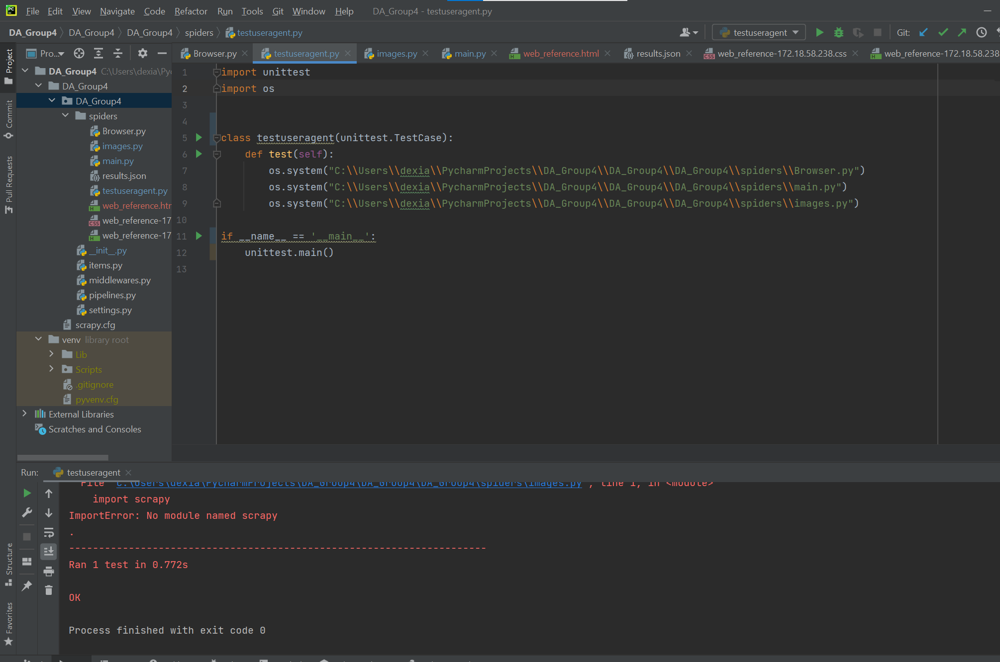 File Edit View Navigate Code Refactor Run Tools Git Window Help DA_Group4 - testuseragent.py
DA_Group4 DA_Group4 DA_Group4 spiders testuseragent.py testuseragent Git:
Pro...
Browser.py testuseragent.py images.py main.py web_reference.html results.json web_reference-172.18.58.238.css web_reference-172.18.58.238
Project
Commit
Pull Requests
Structure
Favorites
DA_Group4 C:\Users\dexia\Pyc
DA_Group4
DA_Group4
spiders
Browser.py
images.py
main.py
results.json
testuseragent.py
web_reference.htr
web_reference-17
web_reference-17
__init__.py
items.py
middlewares.py
pipelines.py
settings.py
scrapy.cfg
venv library root
Lib
Scripts
.gitignore
pyvenv.cfg
External Libraries
Scratches and Consoles
1 import unittest
2 import os
3
4
5 class testuseragent(unittest.TestCase):
6 def test(self):
7 os.system("C:\\Users\\dexia\\PycharmProjects\\DA_Group4\\DA_Group4\\DA_Group4\\spiders\\Browser.py")
8 os.system("C:\\Users\\dexia\\PycharmProjects\\DA_Group4\\DA_Group4\\DA_Group4\\spiders\\main.py")
9 os.system("C:\\Users\\dexia\\PycharmProjects\\DA_Group4\\DA_Group4\\DA_Group4\\spiders\\images.py")
10
11 if __name__ == '__main__':
12 unittest.main()
13
Run: testuseragent
File "C:\Users\dexia\PycharmProjects\DA_Group4\DA_Group4\DA_Group4\spiders\images.py", line 1, in <module>
import scrapy
ImportError: No module named scrapy
.
----------------------------------------------------------------------
Ran 1 test in 0.772s
OK
Process finished with exit code 0